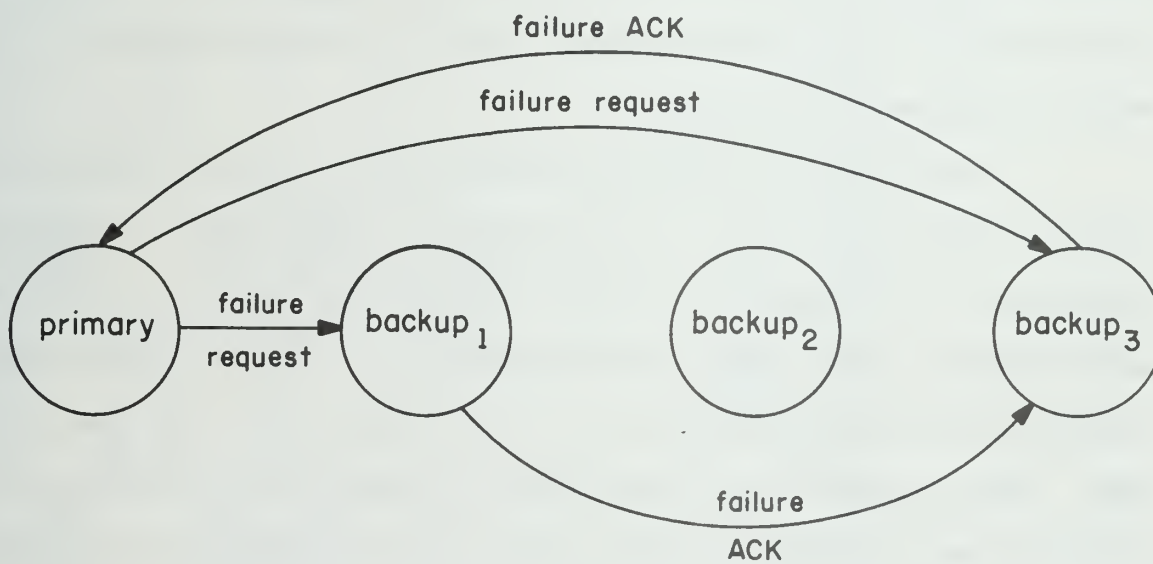 failure ACK
failure request
primary
failure
request
backup₁
backup₂
backup₃
failure
ACK